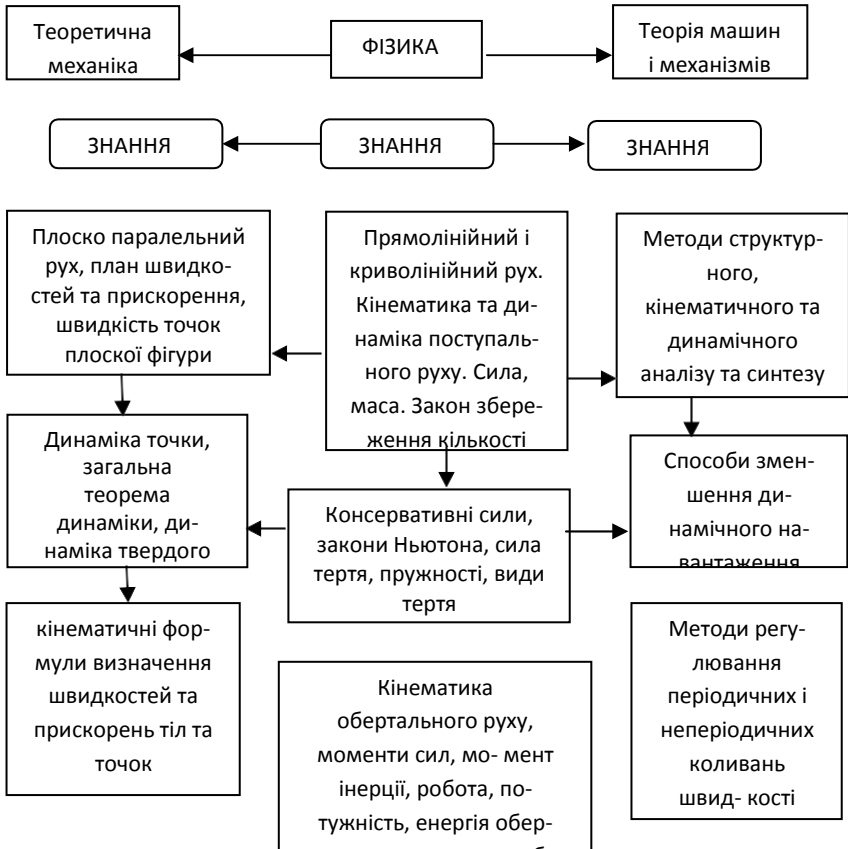 Теоретична
механіка
ФІЗИКА
Теорія машин
і механізмів
ЗНАННЯ
ЗНАННЯ
ЗНАННЯ
Плоско паралельний
рух, план швидко-
стей та прискорення,
швидкість точок
плоскої фігури
Прямолінійний і
криволінійний рух.
Кінематика та ди-
наміка поступаль-
ного руху. Сила,
маса. Закон збере-
ження кількості
Методи структур-
ного,
кінематичного та
динамічного
аналізу та синтезу
Динаміка точки,
загальна
теорема
динаміки, ди-
наміка твердого
Консервативні сили,
закони Ньютона, сила
тертя, пружності, види
тертя
Способи змен-
шення ди-
намічного на-
вантаження
кінематичні фор-
мули визначення
швидкостей та
прискорень тіл та
точок
Кінематика
обертального руху,
моменти сил, мо- мент
інерції, робота, по-
тужність, енергія обер-
Методи регу-
лювання
періодичних і
неперіодичних
коливань
швид- кості